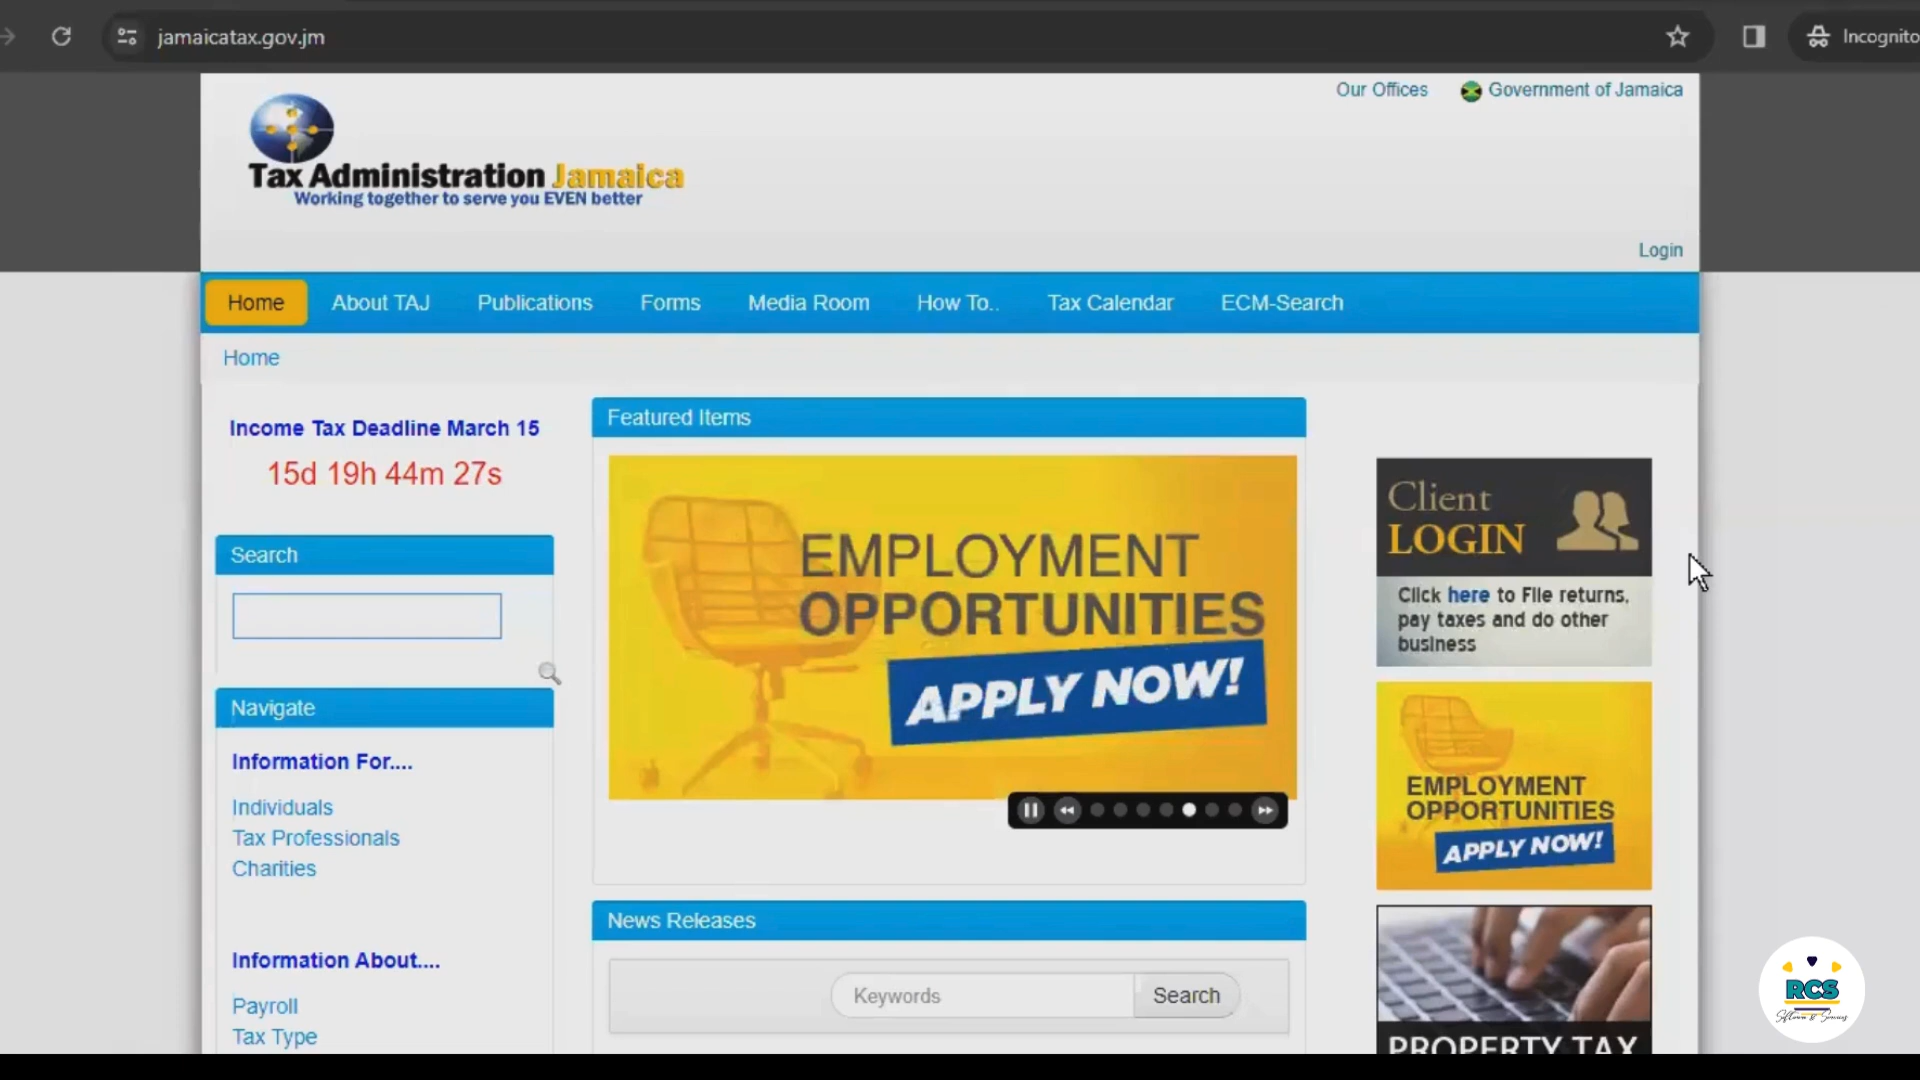 jamaicatax.gov.jm
Incognito
Our Offices
Government of Jamaica
Tax Administration Jamaica
Working together to serve you EVEN better
Login
Home
About TAJ
Publications
Forms
Media Room
How To..
Tax Calendar
ECM-Search
Home
Income Tax Deadline March 15
15d 19h 44m 27s
Search
Navigate
Information For....
Individuals
Tax Professionals
Charities
Information About....
Payroll
Tax Type
Featured Items
EMPLOYMENT
OPPORTUNITIES
APPLY NOW!
News Releases
Keywords
Search
Client
LOGIN
Click here to File returns,
pay taxes and do other
business
EMPLOYMENT
OPPORTUNITIES
APPLY NOW!
PROPERTY TAX
RCS
Software & Services